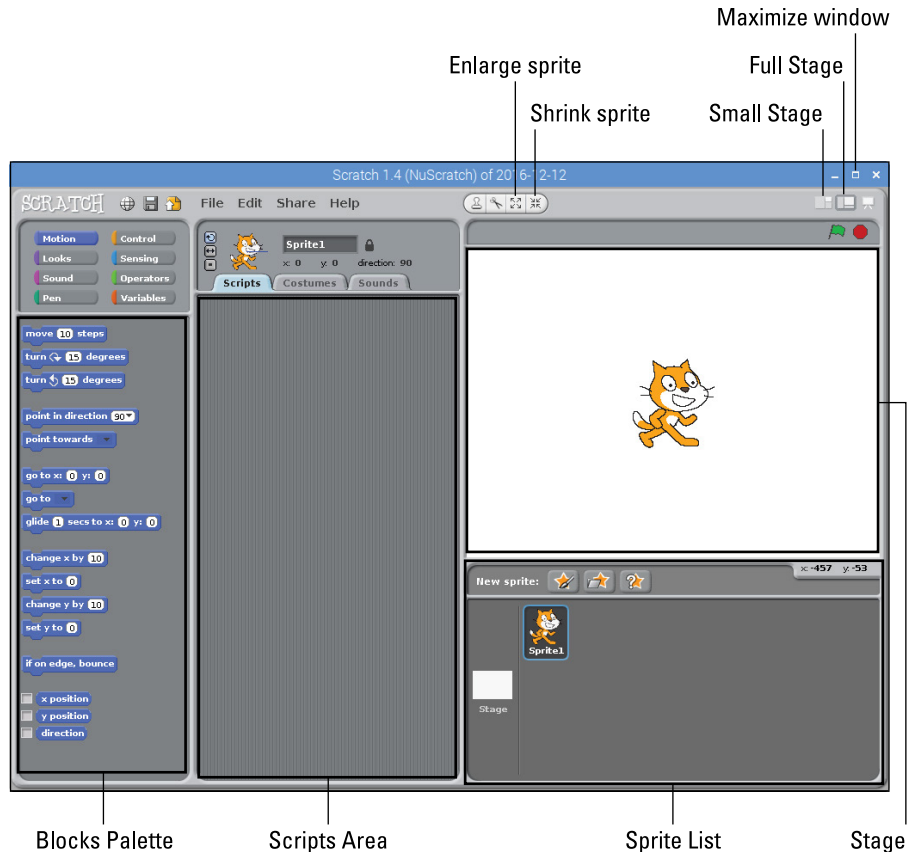 Maximize window
Enlarge sprite
Full Stage
Shrink sprite
Small Stage
Scratch 1.4 (NuScratch) of 2016-12-12
SCRATCH
File Edit Share Help
Motion Control
Looks Sensing
Sound Operators
Pen Variables
Sprite1
x: 0 y: 0 direction: 90
Scripts Costumes Sounds
move 10 steps
turn 15 degrees
turn 15 degrees
point in direction 90
point towards
go to x: 0 y: 0
go to
glide 1 secs to x: 0 y: 0
change x by 10
set x to 0
change y by 10
set y to 0
if on edge, bounce
x position
y position
direction
x: -457 y: -53
New sprite:
Sprite1
Stage
Blocks Palette
Scripts Area
Sprite List
Stage